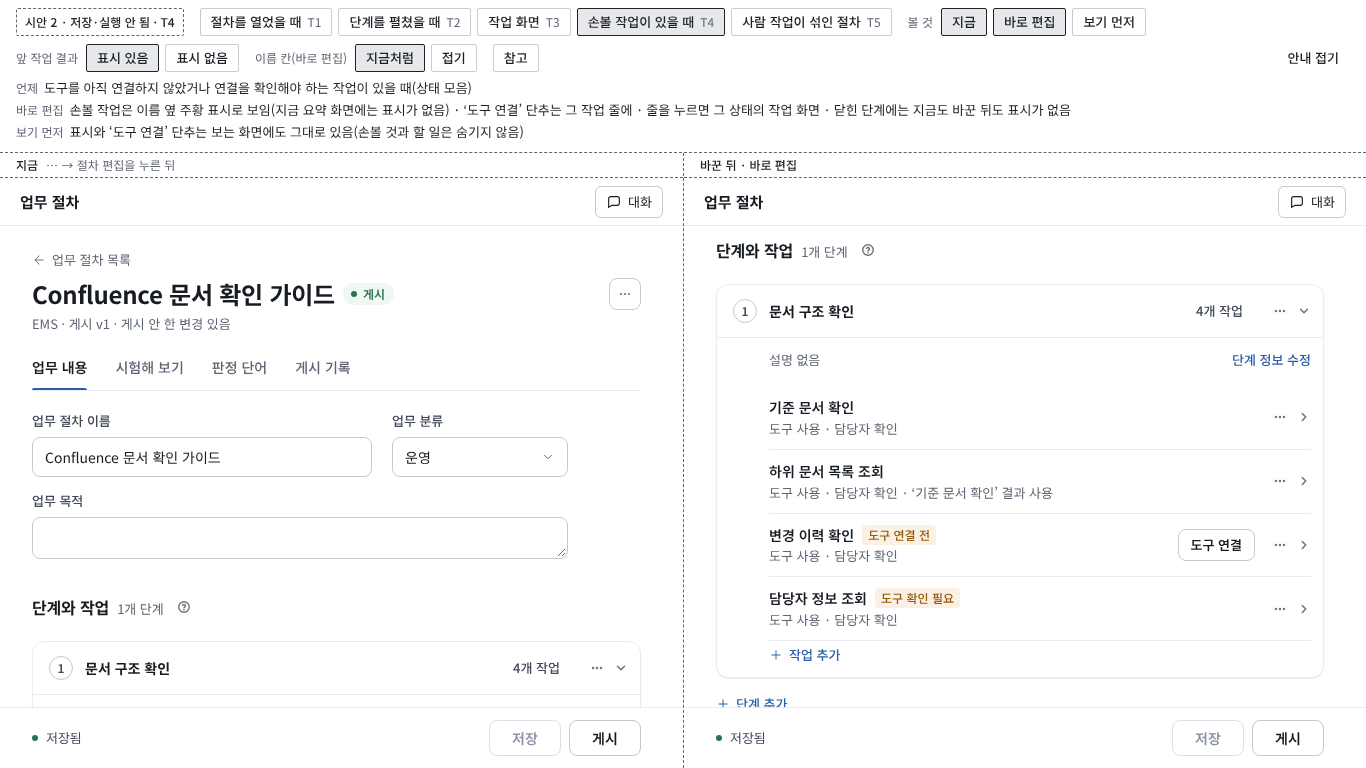 시안 2 · 저장·실행 안 됨 · T4
절차를 열었을 때 T1
단계를 펼쳤을 때 T2
작업 화면 T3
손볼 작업이 있을 때 T4
사람 작업이 섞인 절차 T5
볼 것
지금
바로 편집
보기 먼저
앞 작업 결과
표시 있음
표시 없음
이름 칸(바로 편집)
지금처럼
접기
참고
안내 접기
언제 도구를 아직 연결하지 않았거나 연결을 확인해야 하는 작업이 있을 때(상태 모음)
바로 편집 손볼 작업은 이름 옆 주황 표시로 보임(지금 요약 화면에는 표시가 없음) · ‘도구 연결’ 단추는 그 작업 줄에 · 줄을 누르면 그 상태의 작업 화면 · 닫힌 단계에는 지금도 바꾼 뒤도 표시가 없음
보기 먼저 표시와 ‘도구 연결’ 단추는 보는 화면에도 그대로 있음(손볼 것과 할 일은 숨기지 않음)
지금 ··· → 절차 편집을 누른 뒤
업무 절차
대화
← 업무 절차 목록
Confluence 문서 확인 가이드
게시
···
EMS · 게시 v1 · 게시 안 한 변경 있음
업무 내용
시험해 보기
판정 단어
게시 기록
업무 절차 이름
업무 분류
Confluence 문서 확인 가이드
운영
업무 목적
단계와 작업 1개 단계
1
문서 구조 확인
4개 작업
···
저장됨
저장
게시
바꾼 뒤 · 바로 편집
업무 절차
대화
단계와 작업 1개 단계
1
문서 구조 확인
4개 작업
···
설명 없음
단계 정보 수정
기준 문서 확인
도구 사용 · 담당자 확인
···
하위 문서 목록 조회
도구 사용 · 담당자 확인 · ‘기준 문서 확인’ 결과 사용
···
변경 이력 확인 도구 연결 전
도구 사용 · 담당자 확인
도구 연결
···
담당자 정보 조회 도구 확인 필요
도구 사용 · 담당자 확인
···
+ 작업 추가
+ 단계 추가
저장됨
저장
게시